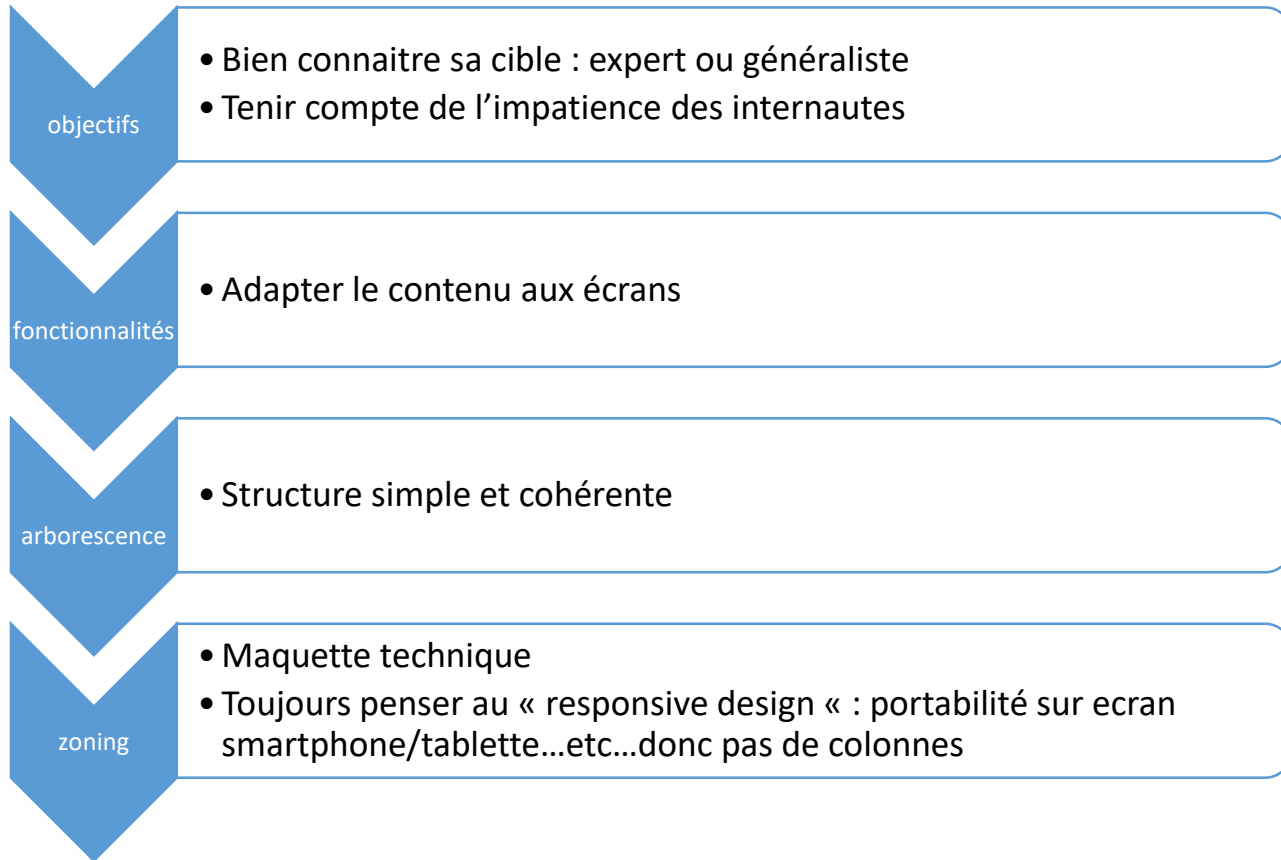 objectifs
• Bien connaitre sa cible : expert ou généraliste
• Tenir compte de l’impatience des internautes
fonctionnalités
• Adapter le contenu aux écrans
arborescence
• Structure simple et cohérente
zoning
• Maquette technique
• Toujours penser au « responsive design « : portabilité sur ecran
smartphone/tablette…etc…donc pas de colonnes